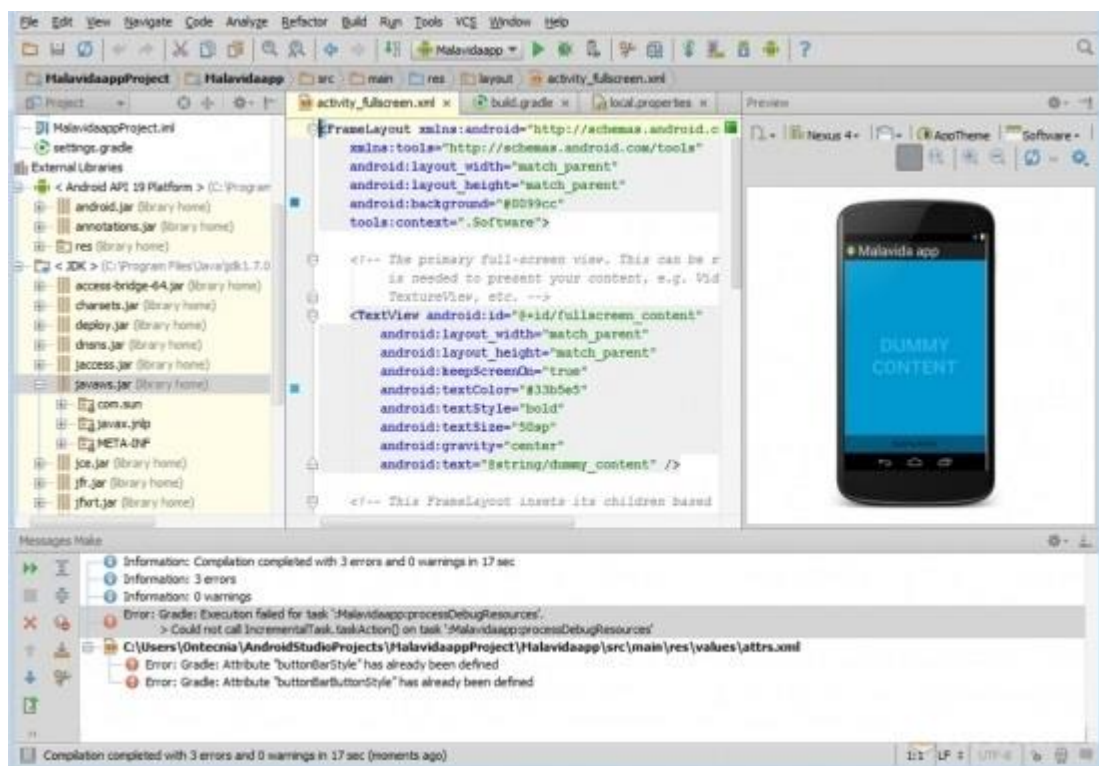 File Edit View Navigate Code Analyze Refactor Build Run Tools VCS Window Help
Malavidaapp
MalavidaappProject Malavidaapp src main res layout activity_fullscreen.xml
Project
MalavidaappProject.iml
settings.gradle
External Libraries
< Android API 19 Platform > (C:\Program
android.jar (library home)
annotations.jar (library home)
res (library home)
< JDK > (C:\Program Files\Java\jdk1.7.0
access-bridge-64.jar (library home)
charsets.jar (library home)
deploy.jar (library home)
dnsns.jar (library home)
jaccess.jar (library home)
javaws.jar (library home)
com.sun
javax.jnlp
META-INF
jce.jar (library home)
jfr.jar (library home)
jfxrt.jar (library home)
activity_fullscreen.xml build.gradle local.properties
<FrameLayout xmlns:android="http://schemas.android.c
xmlns:tools="http://schemas.android.com/tools"
android:layout_width="match_parent"
android:layout_height="match_parent"
android:background="#0099cc"
tools:context=".Software">
<!-- The primary full-screen view. This can be r
is needed to present your content, e.g. Vid
TextureView, etc. -->
<TextView android:id="@+id/fullscreen_content"
android:layout_width="match_parent"
android:layout_height="match_parent"
android:keepScreenOn="true"
android:textColor="#33b5e5"
android:textStyle="bold"
android:textSize="50sp"
android:gravity="center"
android:text="@string/dummy_content" />
<!-- This FrameLayout insets its children based
Preview
Nexus 4 AppTheme Software
Malavida app
DUMMY
CONTENT
Messages Make
Information: Compilation completed with 3 errors and 0 warnings in 17 sec
Information: 3 errors
Information: 0 warnings
Error: Gradle: Execution failed for task ':Malavidaapp:processDebugResources'.
> Could not call IncrementalTask.taskAction() on task ':Malavidaapp:processDebugResources'
C:\Users\Ontecnia\AndroidStudioProjects\MalavidaappProject\Malavidaapp\src\main\res\values\attrs.xml
Error: Gradle: Attribute "buttonBarStyle" has already been defined
Error: Gradle: Attribute "buttonBarButtonStyle" has already been defined
Compilation completed with 3 errors and 0 warnings in 17 sec (moments ago)
1:1 LF UTF-8